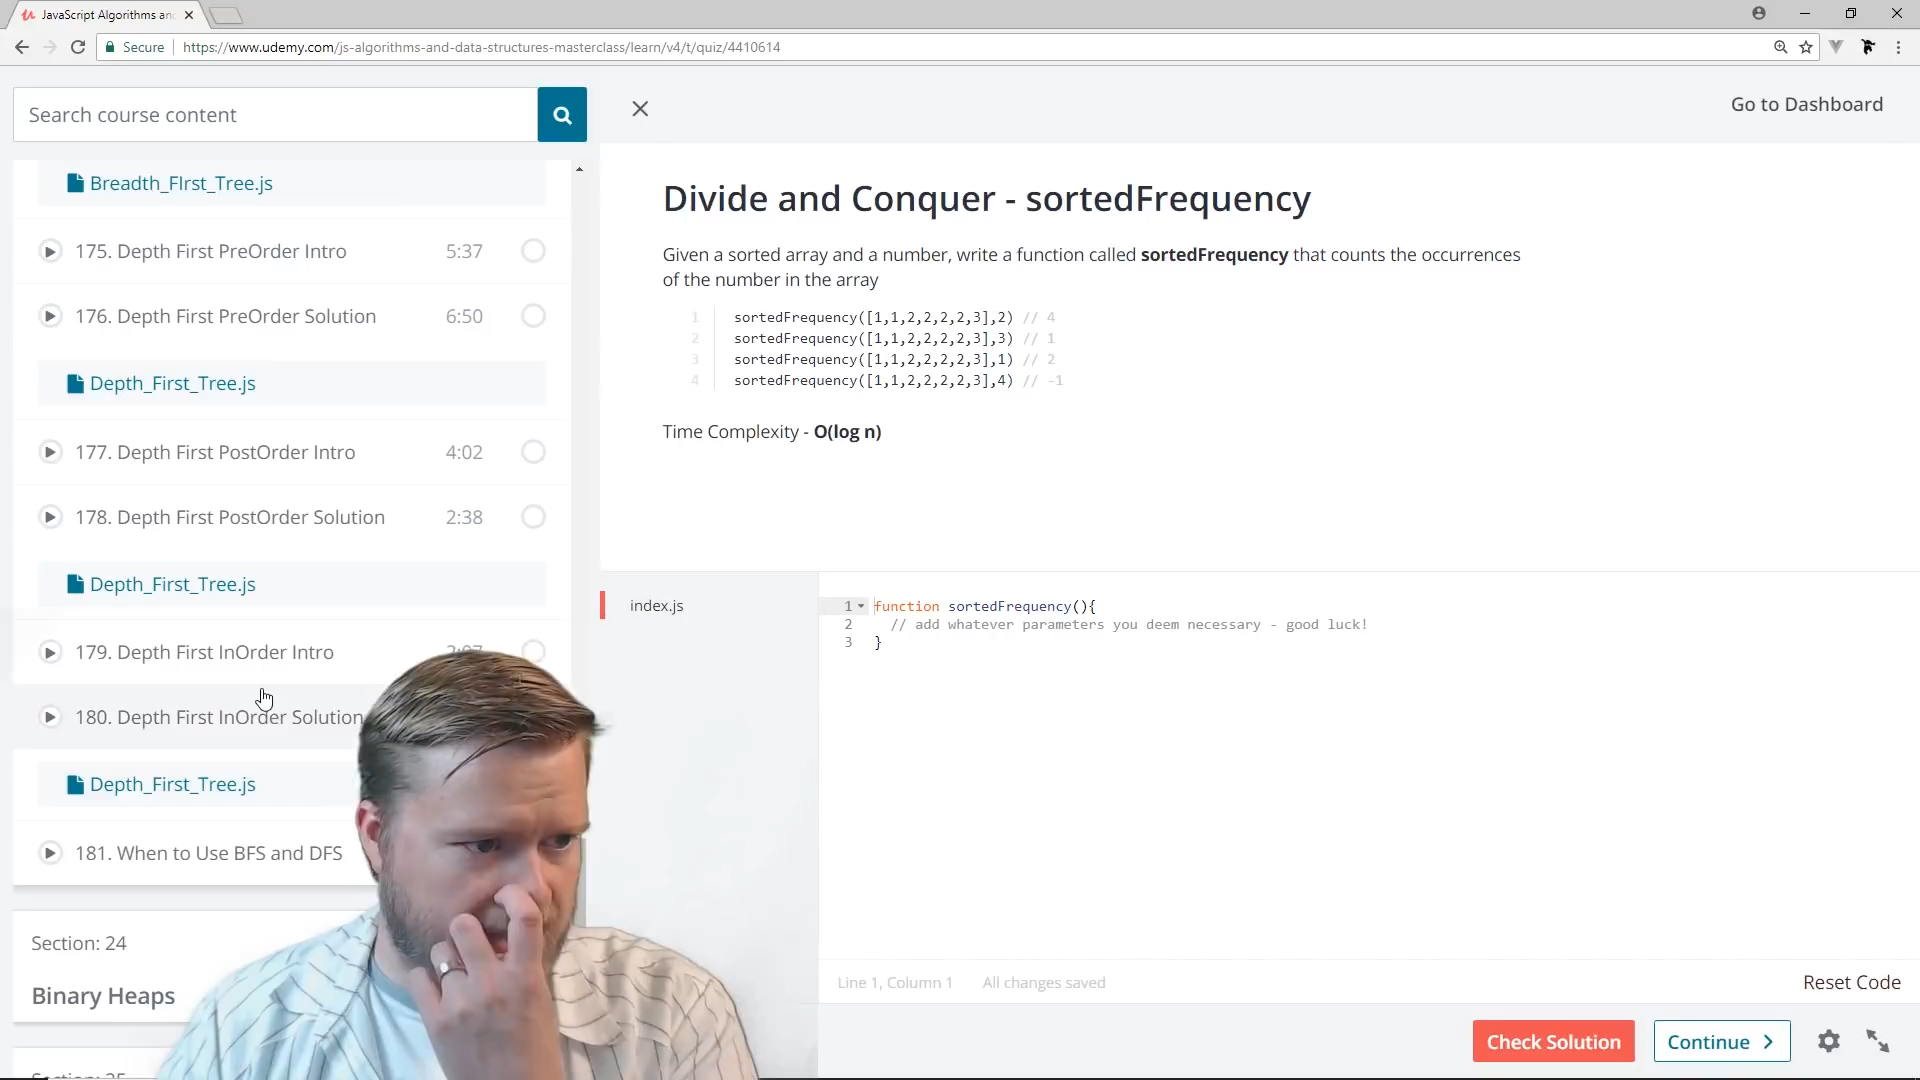 JavaScript Algorithms an
Secure
https://www.udemy.com/js-algorithms-and-data-structures-masterclass/learn/v4/t/quiz/4410614
Search course content
Go to Dashboard
Breadth_FIrst_Tree.js
175. Depth First PreOrder Intro 5:37
176. Depth First PreOrder Solution 6:50
Depth_First_Tree.js
177. Depth First PostOrder Intro 4:02
178. Depth First PostOrder Solution 2:38
Depth_First_Tree.js
179. Depth First InOrder Intro
180. Depth First InOrder Solution
Depth_First_Tree.js
181. When to Use BFS and DFS
Section: 24
Binary Heaps
Divide and Conquer - sortedFrequency
Given a sorted array and a number, write a function called sortedFrequency that counts the occurrences
of the number in the array
1 sortedFrequency([1,1,2,2,2,2,3],2) // 4
2 sortedFrequency([1,1,2,2,2,2,3],3) // 1
3 sortedFrequency([1,1,2,2,2,2,3],1) // 2
4 sortedFrequency([1,1,2,2,2,2,3],4) // -1
Time Complexity - O(log n)
index.js
1 function sortedFrequency(){
2 // add whatever parameters you deem necessary - good luck!
3 }
Line 1, Column 1 All changes saved
Reset Code
Check Solution
Continue